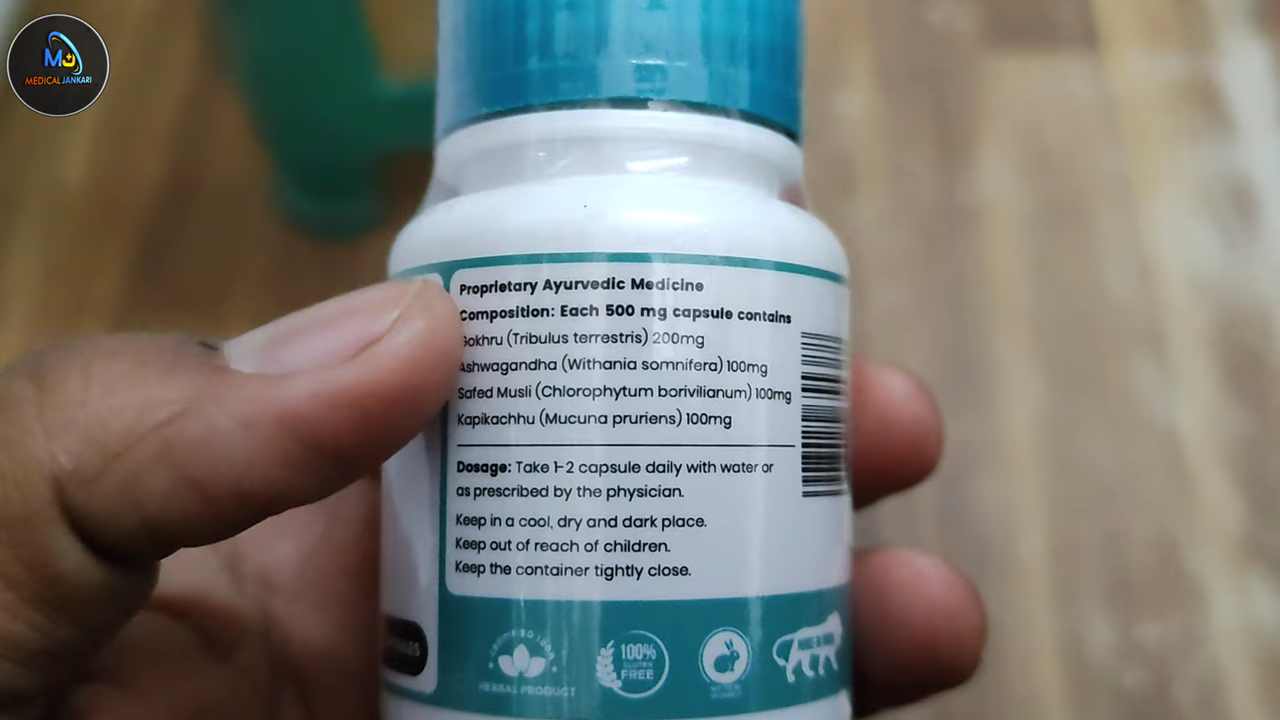 MJ
MEDICAL JANKARI
Proprietary Ayurvedic Medicine
Composition: Each 500 mg capsule contains
Gokhru (Tribulus terrestris) 200mg
Ashwagandha (Withania somnifera) 100mg
Safed Musli (Chlorophytum borivilianum) 100mg
Kapikachhu (Mucuna pruriens) 100mg
Dosage: Take 1-2 capsule daily with water or
as prescribed by the physician.
Keep in a cool, dry and dark place.
Keep out of reach of children.
Keep the container tightly close.
HERBAL PRODUCT
100%
GLUTEN
FREE